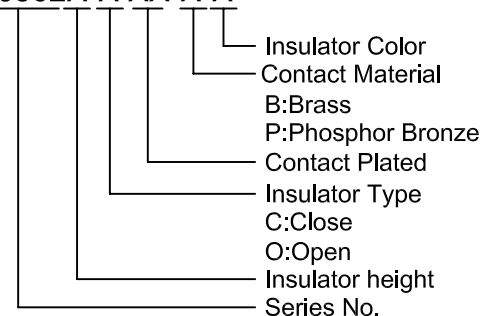 Insulator Color
Contact Material
B:Brass
P:Phosphor Bronze
Contact Plated
Insulator Type
C:Close
O:Open
Insulator height
Series No.